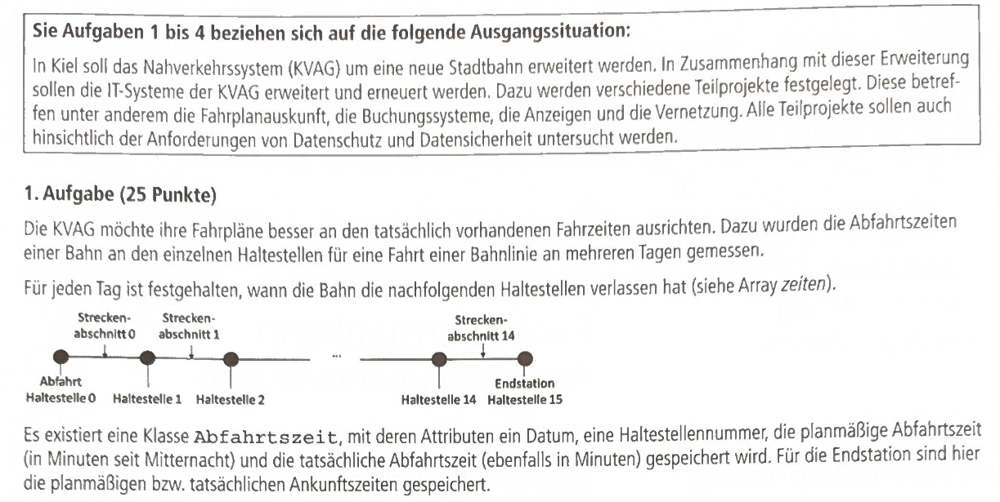 Sie Aufgaben 1 bis 4 beziehen sich auf die folgende Ausgangssituation:
In Kiel soll das Nahverkehrssystem (KVAG) um eine neue Stadtbahn erweitert werden. In Zusammenhang mit dieser Erweiterung
sollen die IT-Systeme der KVAG erweitert und erneuert werden. Dazu werden verschiedene Teilprojekte festgelegt. Diese betref-
fen unter anderem die Fahrplanauskunft, die Buchungssysteme, die Anzeigen und die Vernetzung. Alle Teilprojekte sollen auch
hinsichtlich der Anforderungen von Datenschutz und Datensicherheit untersucht werden.
1. Aufgabe (25 Punkte)
Die KVAG möchte ihre Fahrpläne besser an den tatsächlich vorhandenen Fahrzeiten ausrichten. Dazu wurden die Abfahrtszeiten
einer Bahn an den einzelnen Haltestellen für eine Fahrt einer Bahnlinie an mehreren Tagen gemessen.
Für jeden Tag ist festgehalten, wann die Bahn die nachfolgenden Haltestellen verlassen hat (siehe Array zeiten).
Strecken- Strecken- Strecken-
abschnitt 0 abschnitt 1 abschnitt 14
...
Abfahrt Endstation
Haltestelle 0 Haltestelle 1 Haltestelle 2 Haltestelle 14 Haltestelle 15
Es existiert eine Klasse Abfahrtszeit, mit deren Attributen ein Datum, eine Haltestellennummer, die planmäßige Abfahrtszeit
(in Minuten seit Mitternacht) und die tatsächliche Abfahrtszeit (ebenfalls in Minuten) gespeichert wird. Für die Endstation sind hier
die planmäßigen bzw. tatsächlichen Ankunftszeiten gespeichert.